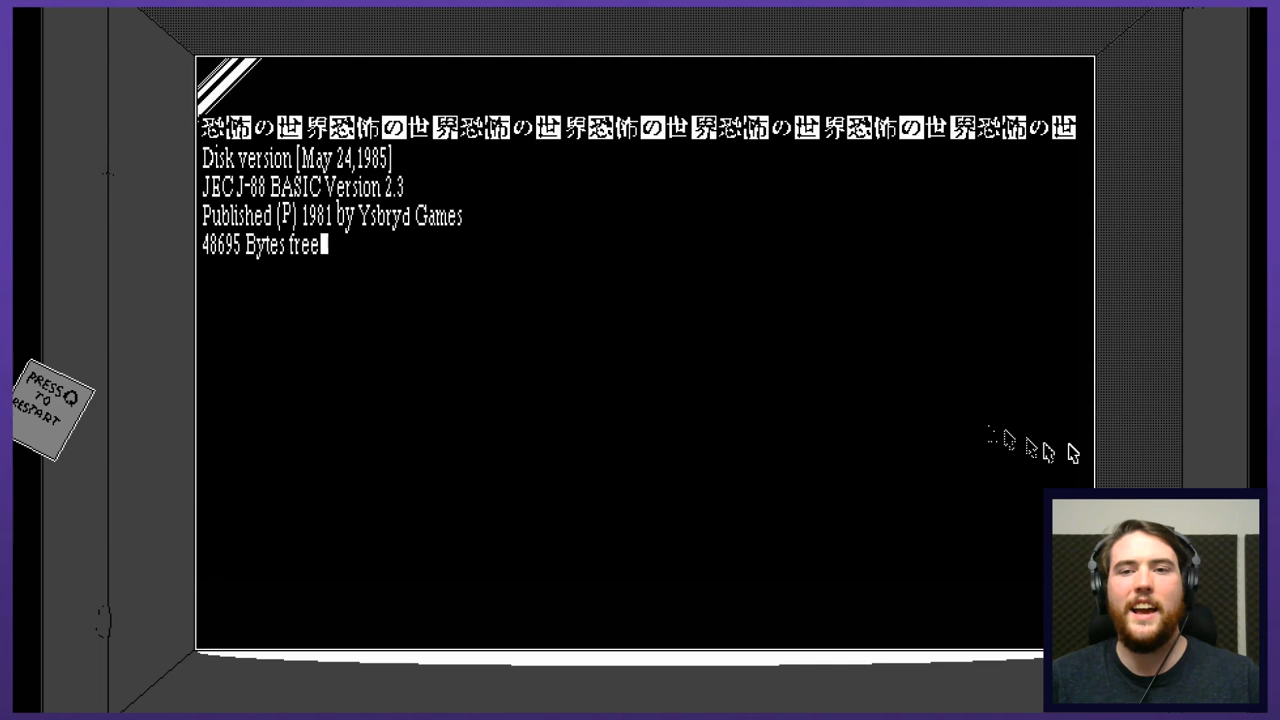 恐怖の世界恐怖の世界恐怖の世界恐怖の世界恐怖の世界恐怖の世界恐怖の世
Disk version [May 24,1985]
JEC J-88 BASIC Version 2.3
Published (P) 1981 by Ysbryd Games
48695 Bytes free
PRESS Q
TO
RESTART